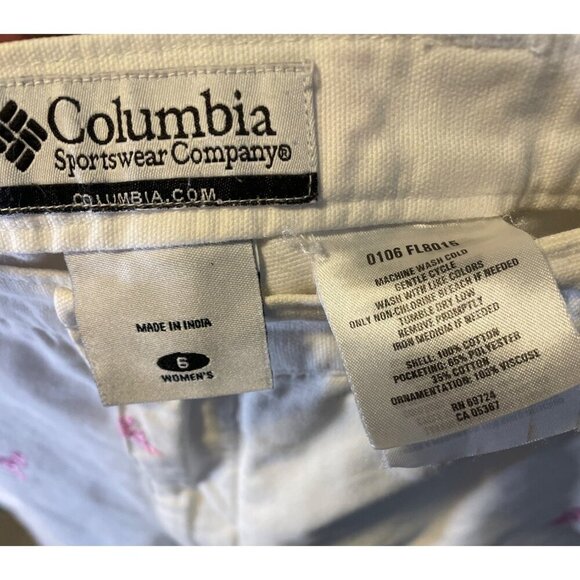 Columbia
Sportswear Company®
COLUMBIA.COM
MADE IN INDIA
6
WOMEN'S
0106 FL8015
MACHINE WASH COLD
GENTLE CYCLE
WASH WITH LIKE COLORS
ONLY NON-CHLORINE BLEACH IF NEEDED
TUMBLE DRY LOW
REMOVE PROMPTLY
IRON MEDIUM IF NEEDED
SHELL: 100% COTTON
POCKETING: 65% POLYESTER
35% COTTON
ORNAMENTATION: 100% VISCOSE
RN 69724
CA 05367